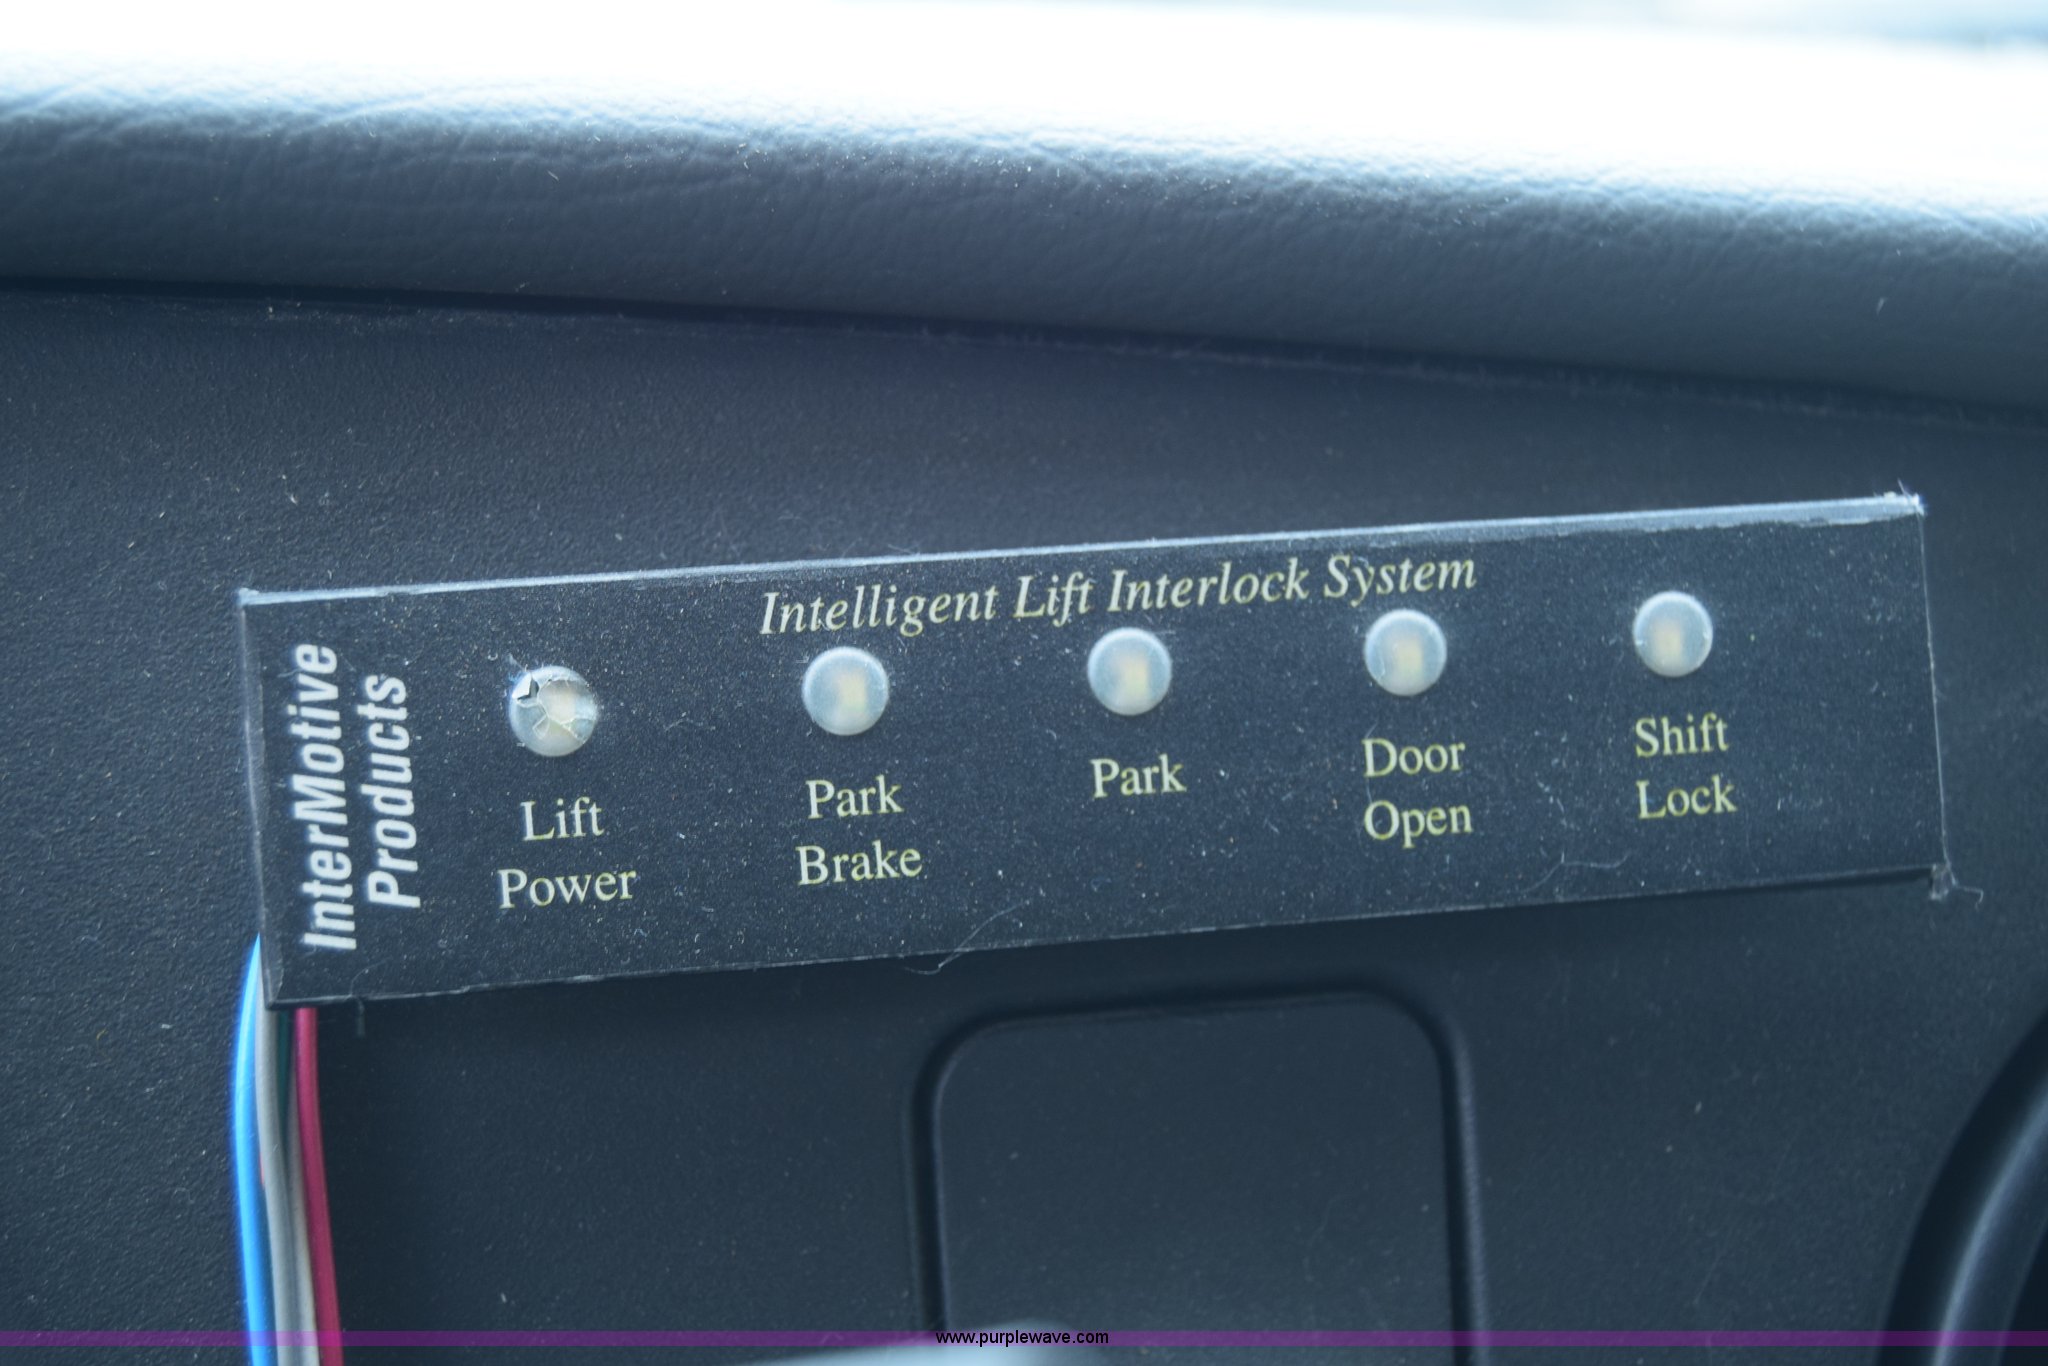 InterMotive
Products
Intelligent Lift Interlock System
Lift
Power
Park
Brake
Park
Door
Open
Shift
Lock
www.purplewave.com